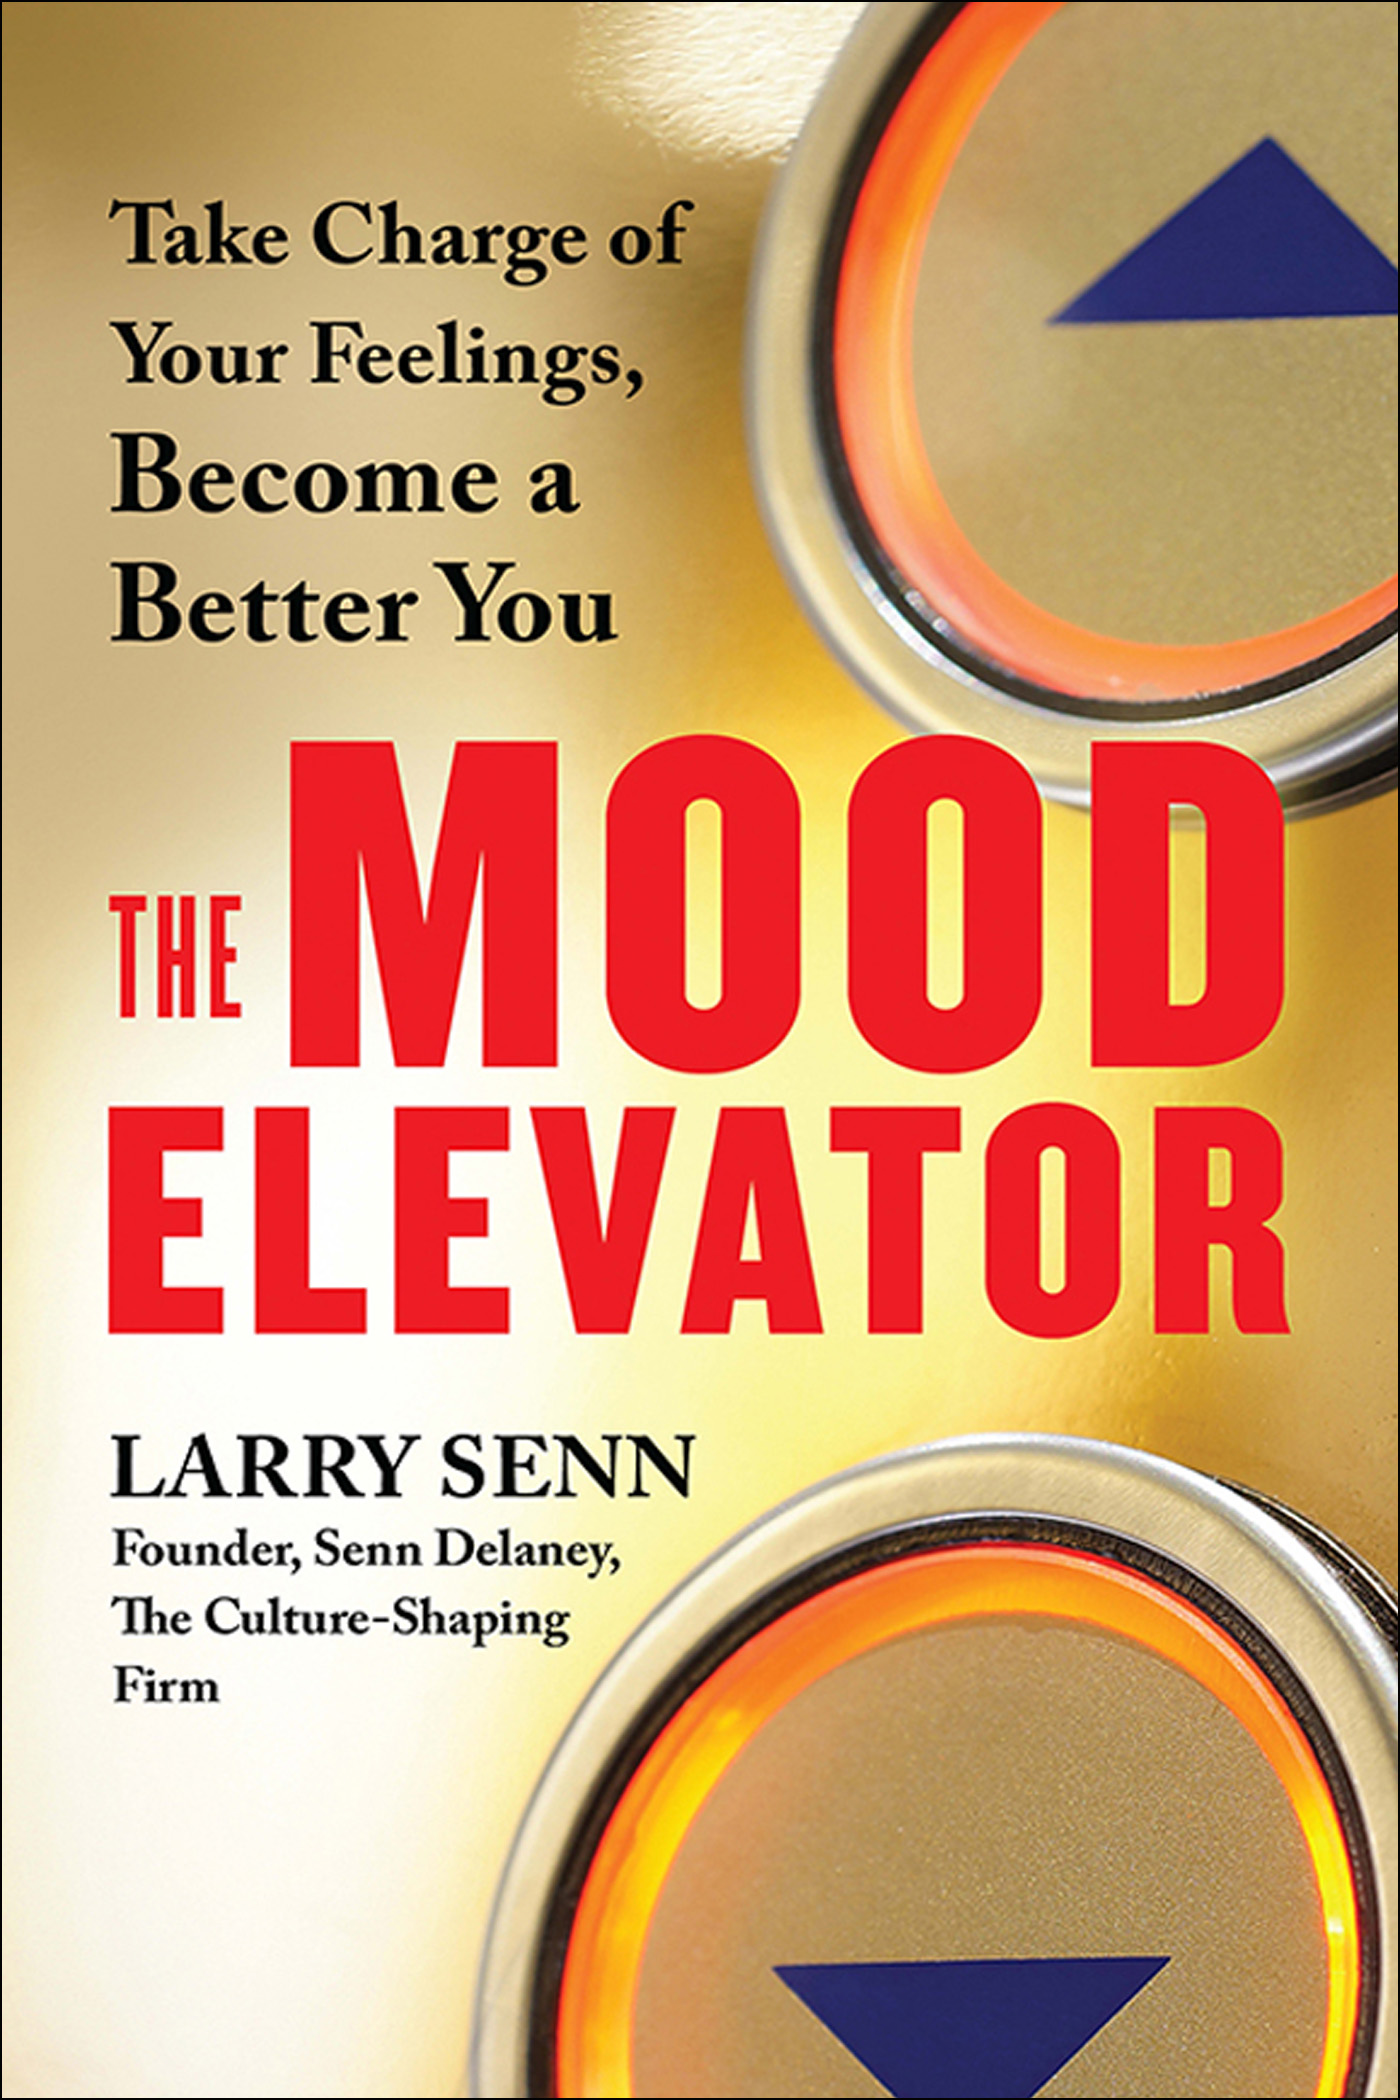 Take Charge of
Your Feelings,
Become a
Better You
THE MOOD
ELEVATOR
LARRY SENN
Founder, Senn Delaney,
The Culture-Shaping
Firm